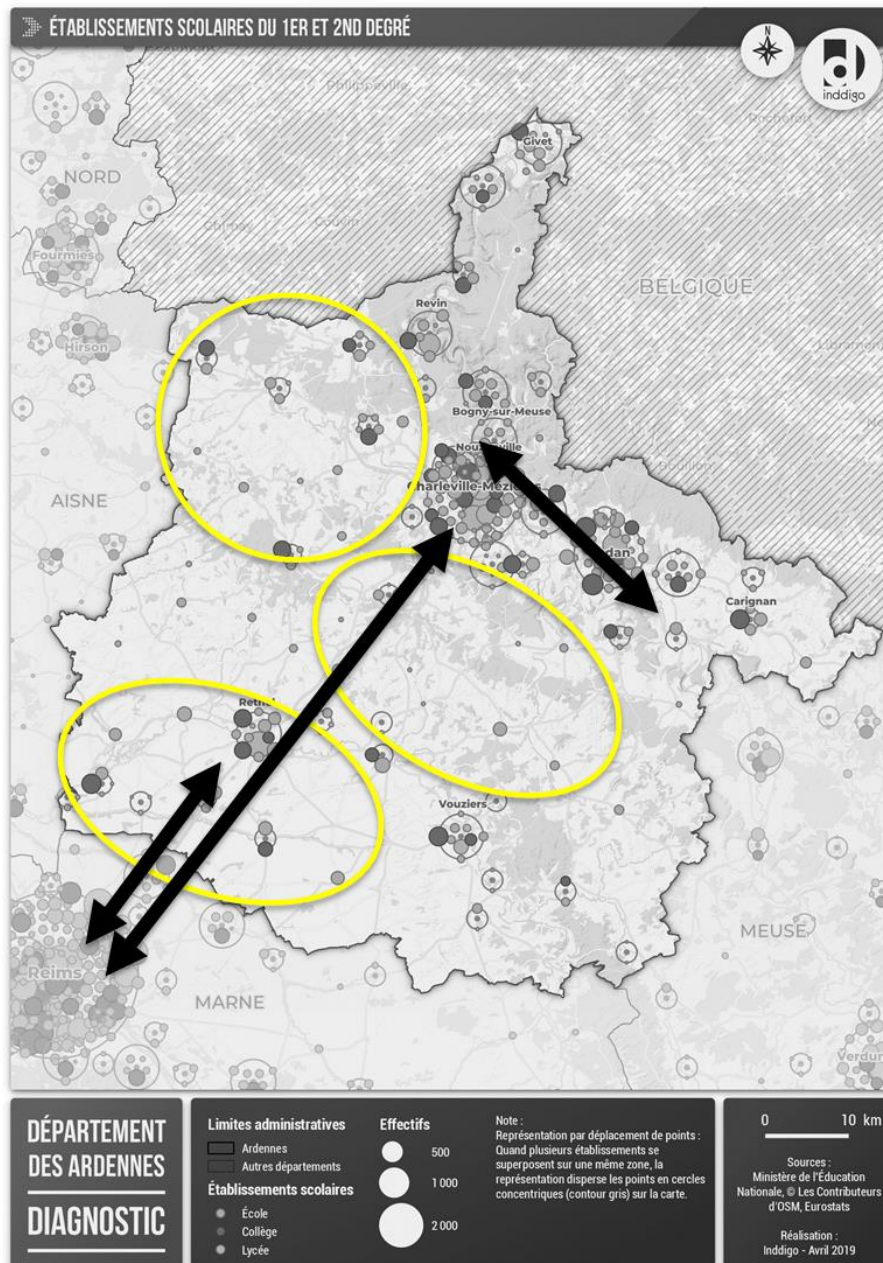 ÉTABLISSEMENTS SCOLAIRES DU 1ER ET 2ND DEGRÉ
N
inddigo
Philippeville
Rochefort
Givet
NORD
Chimay
Couvin
Fourmies
BELGIQUE
Revin
Hirson
Bogny-sur-Meuse
AISNE
Carignan
Vouziers
MEUSE
Reims
MARNE
DÉPARTEMENT
DES ARDENNES
DIAGNOSTIC
Limites administratives
Ardennes
Autres départements
Établissements scolaires
École
Collège
Lycée
Effectifs
500
1 000
2 000
Note :
Représentation par déplacement de points :
Quand plusieurs établissements se
superposent sur une même zone, la
représentation disperse les points en cercles
concentriques (contour gris) sur la carte.
0 10 km
Sources :
Ministère de l'Éducation
Nationale, © Les Contributeurs
d'OSM, Eurostats
Réalisation :
Inddigo - Avril 2019